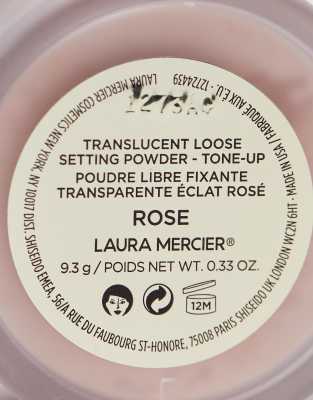 TRANSLUCENT LOOSE
SETTING POWDER - TONE-UP
POUDRE LIBRE FIXANTE
TRANSPARENTE ÉCLAT ROSÉ
ROSE
LAURA MERCIER®
9.3 g / POIDS NET WT. 0.33 OZ.
12M
LAURA MERCIER COSMETICS NEW YORK, NY 10017 DIST. SHISEIDO EMEA, 56/A RUE DU FAUBOURG ST-HONORE, 75008 PARIS SHISEIDO UK LONDON WC2N 6HT - MADE IN USA / FABRIQUÉ AUX É.U. - 12724439